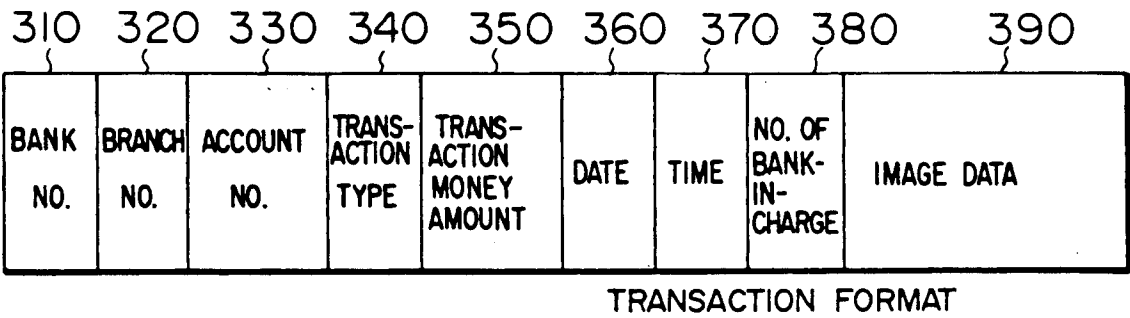 310 320 330 340 350 360 370 380 390
BANK
NO.
BRANCH
NO.
ACCOUNT
NO.
TRANS-
ACTION
TYPE
TRANS-
ACTION
MONEY
AMOUNT
DATE
TIME
NO. OF
BANK-
IN-
CHARGE
IMAGE DATA
TRANSACTION FORMAT